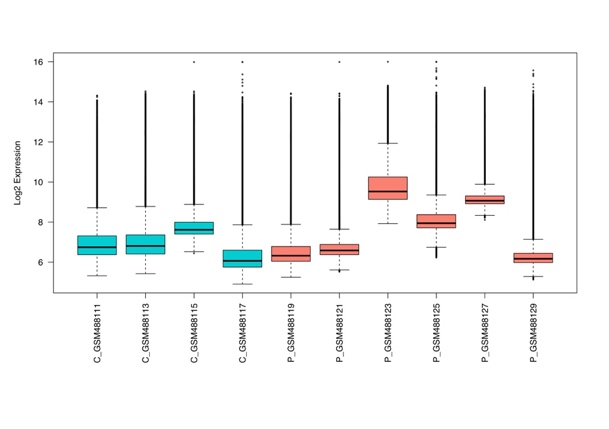 Log2 Expression
16
14
12
10
8
6
C_GSM488111
C_GSM488113
C_GSM488115
C_GSM488117
P_GSM488119
P_GSM488121
P_GSM488123
P_GSM488125
P_GSM488127
P_GSM488129